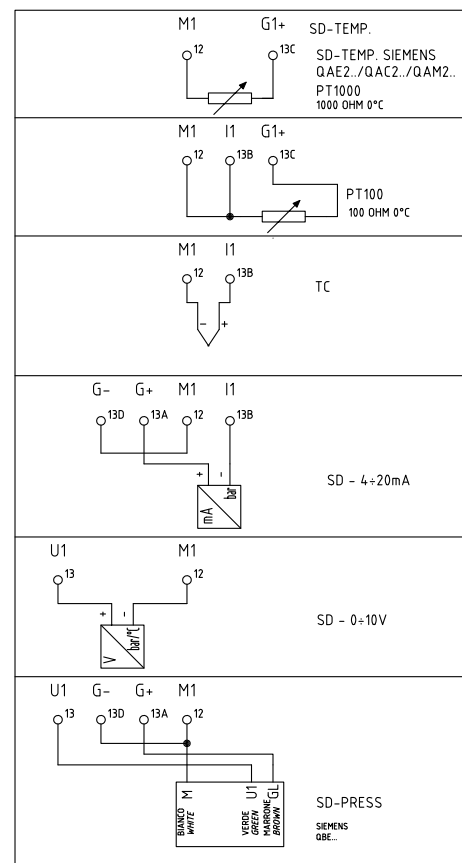 M1 G1+ SD-TEMP.
12 13C SD-TEMP. SIEMENS
QAE2../QAC2../QAM2..
PT1000
1000 OHM 0°C
M1 I1 G1+
12 13B 13C
PT100
100 OHM 0°C
M1 I1
12 13B
TC
- +
G- G+ M1 I1
13D 13A 12 13B
+ -
mA bar
SD - 4÷20mA
U1 M1
13 12
+ -
V bar/°C
SD - 0÷10V
U1 G- G+ M1
13 13D 13A 12
M U1 GL
BIANCO
WHITE
VERDE
GREEN
MARRONE
BROWN
SD-PRESS
SIEMENS
QBE...